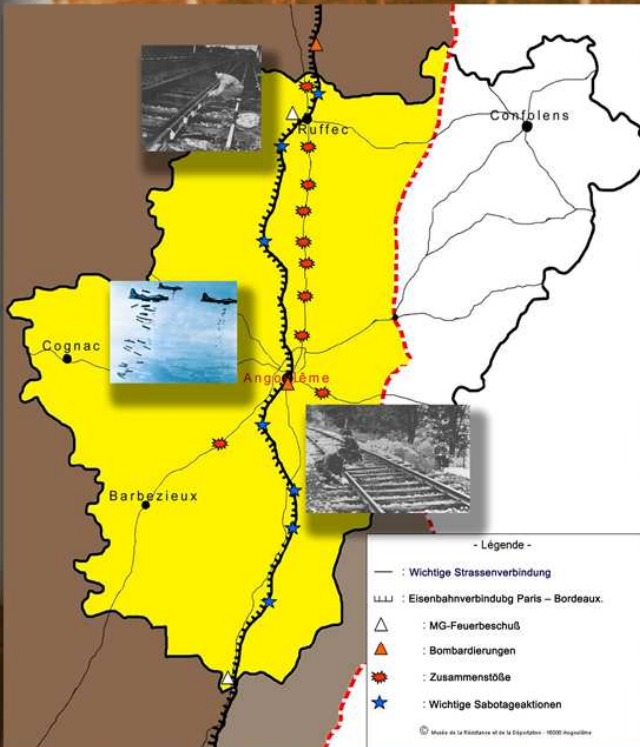 Ruffec
Confolens
Cognac
Angoulême
Barbezieux
- Légende -
: Wichtige Strassenverbindung
: Eisenbahnverbindubg Paris – Bordeaux.
: MG-Feuerbeschuß
: Bombardierungen
: Zusammenstöße
: Wichtige Sabotageaktionen
© Musée de la Résistance et de la Déportation - 16000 Angoulême